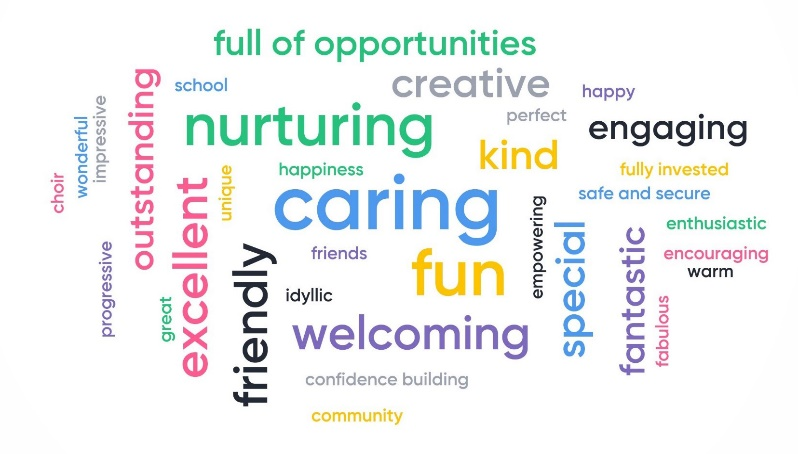 full of opportunities
school
creative
happy
outstanding
impressive
wonderful
choir
nurturing
perfect
engaging
kind
happiness
unique
fully invested
caring
safe and secure
excellent
empowering
special
fantastic
enthusiastic
progressive
friendly
friends
fun
encouraging
warm
great
idyllic
fabulous
welcoming
confidence building
community